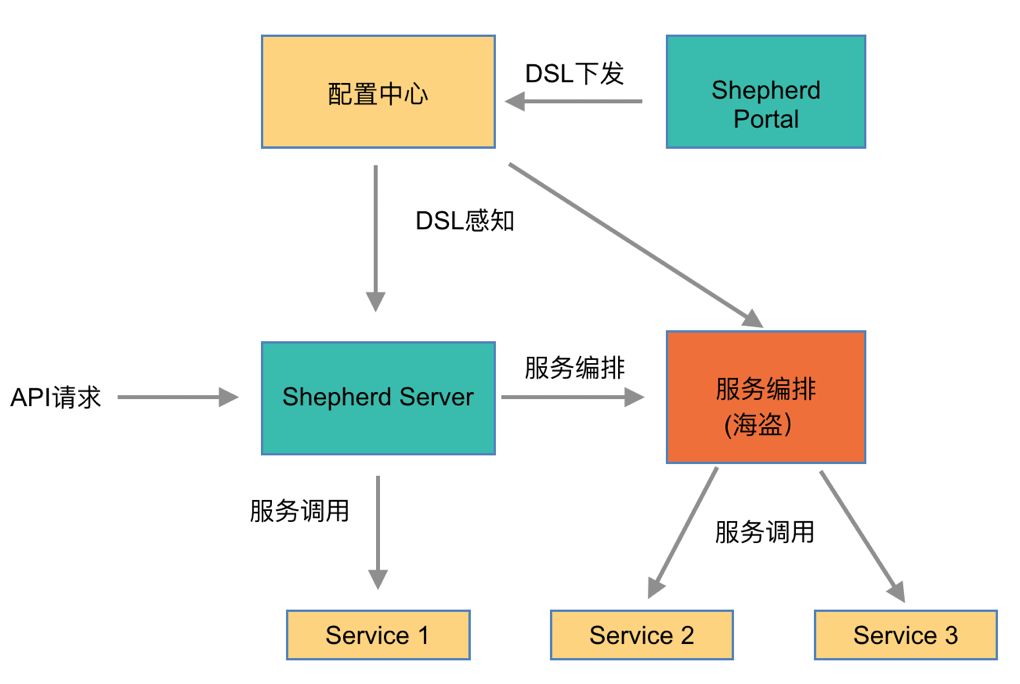 配置中心
DSL下发
Shepherd
Portal
DSL感知
API请求
Shepherd Server
服务编排
服务编排
(海盗）
服务调用
服务调用
Service 1
Service 2
Service 3